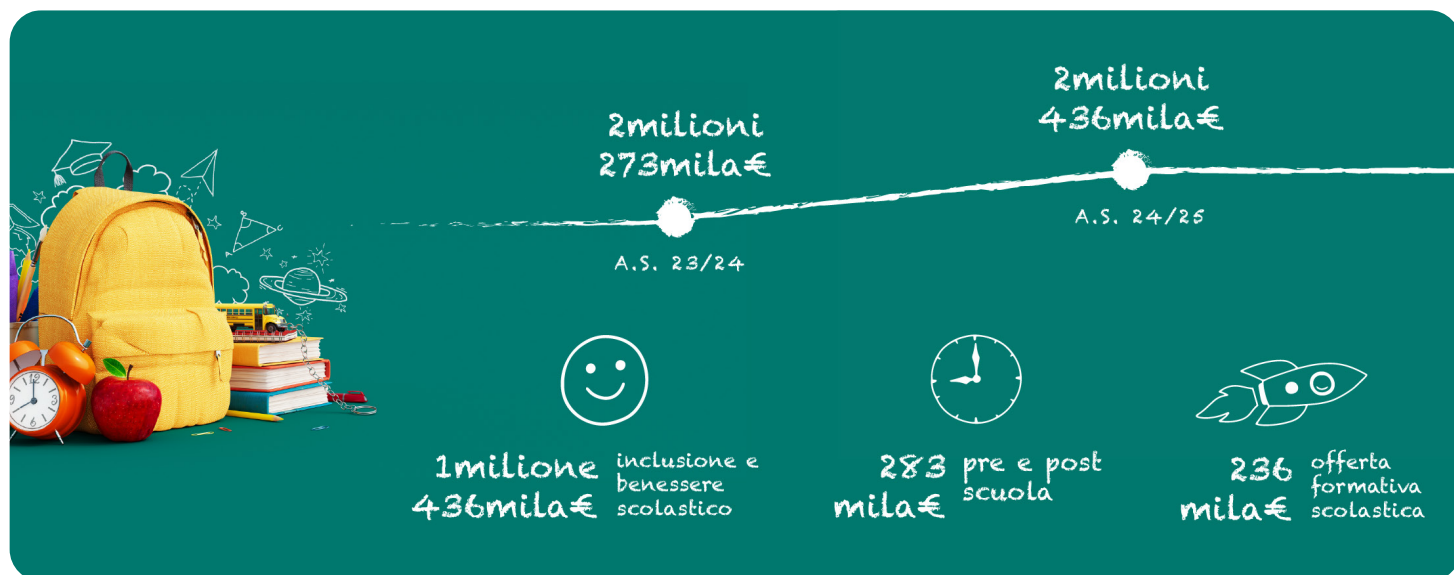 2milioni
273mila€
A.S. 23/24
2milioni
436mila€
A.S. 24/25
1milione
436mila€
inclusione e
benessere
scolastico
283
mila€
pre e post
scuola
236
mila€
offerta
formativa
scolastica